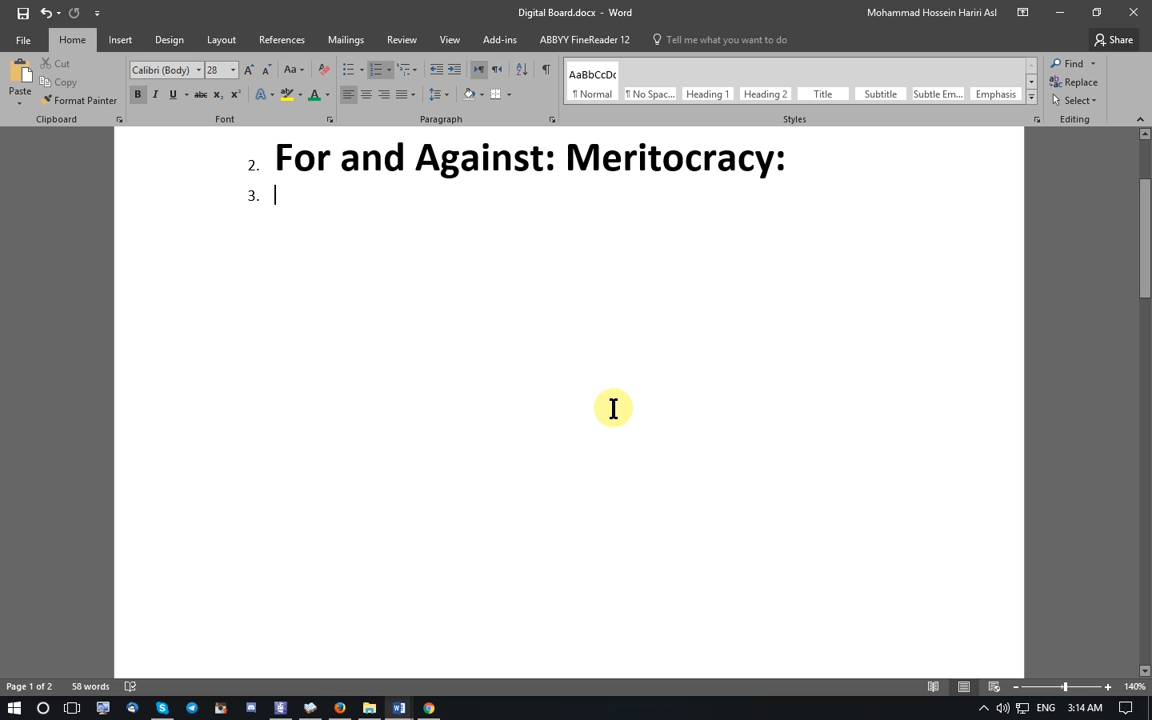 Digital Board.docx - Word
Mohammad Hossein Hariri Asl
File Home Insert Design Layout References Mailings Review View Add-ins ABBYY FineReader 12 Tell me what you want to do Share
Paste
Cut
Copy
Format Painter
Clipboard
Calibri (Body) 28 Aa
B I U abc x₂ x² A A
Font
Paragraph
AaBbCcDc
¶ Normal ¶ No Spac... Heading 1 Heading 2 Title Subtitle Subtle Em... Emphasis
Styles
Find
Replace
Select
Editing
2. For and Against: Meritocracy:
3.
Page 1 of 2 58 words 140%
ENG 3:14 AM